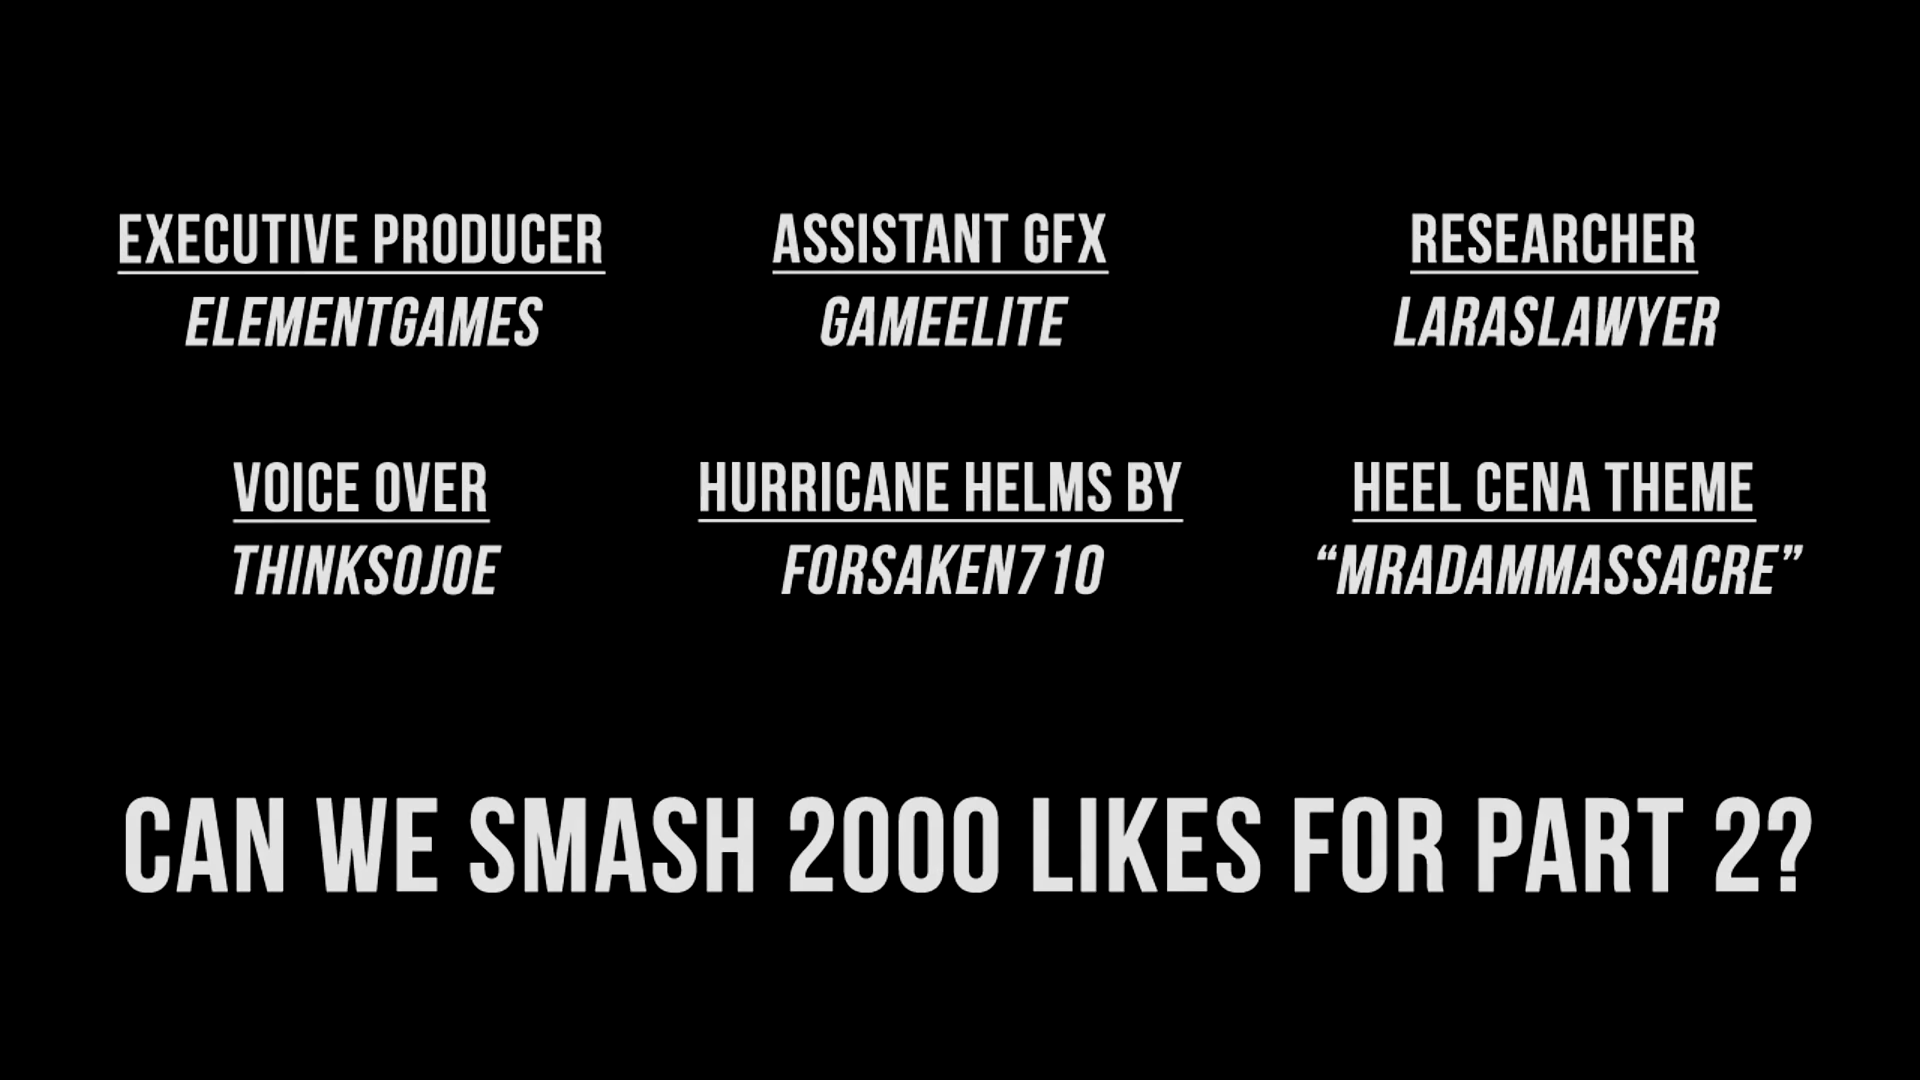 EXECUTIVE PRODUCER
ELEMENTGAMES
ASSISTANT GFX
GAMEELITE
RESEARCHER
LARASLAWYER
VOICE OVER
THINKSOJOE
HURRICANE HELMS BY
FORSAKEN710
HEEL CENA THEME
“MRADAMMASSACRE”
CAN WE SMASH 2000 LIKES FOR PART 2?